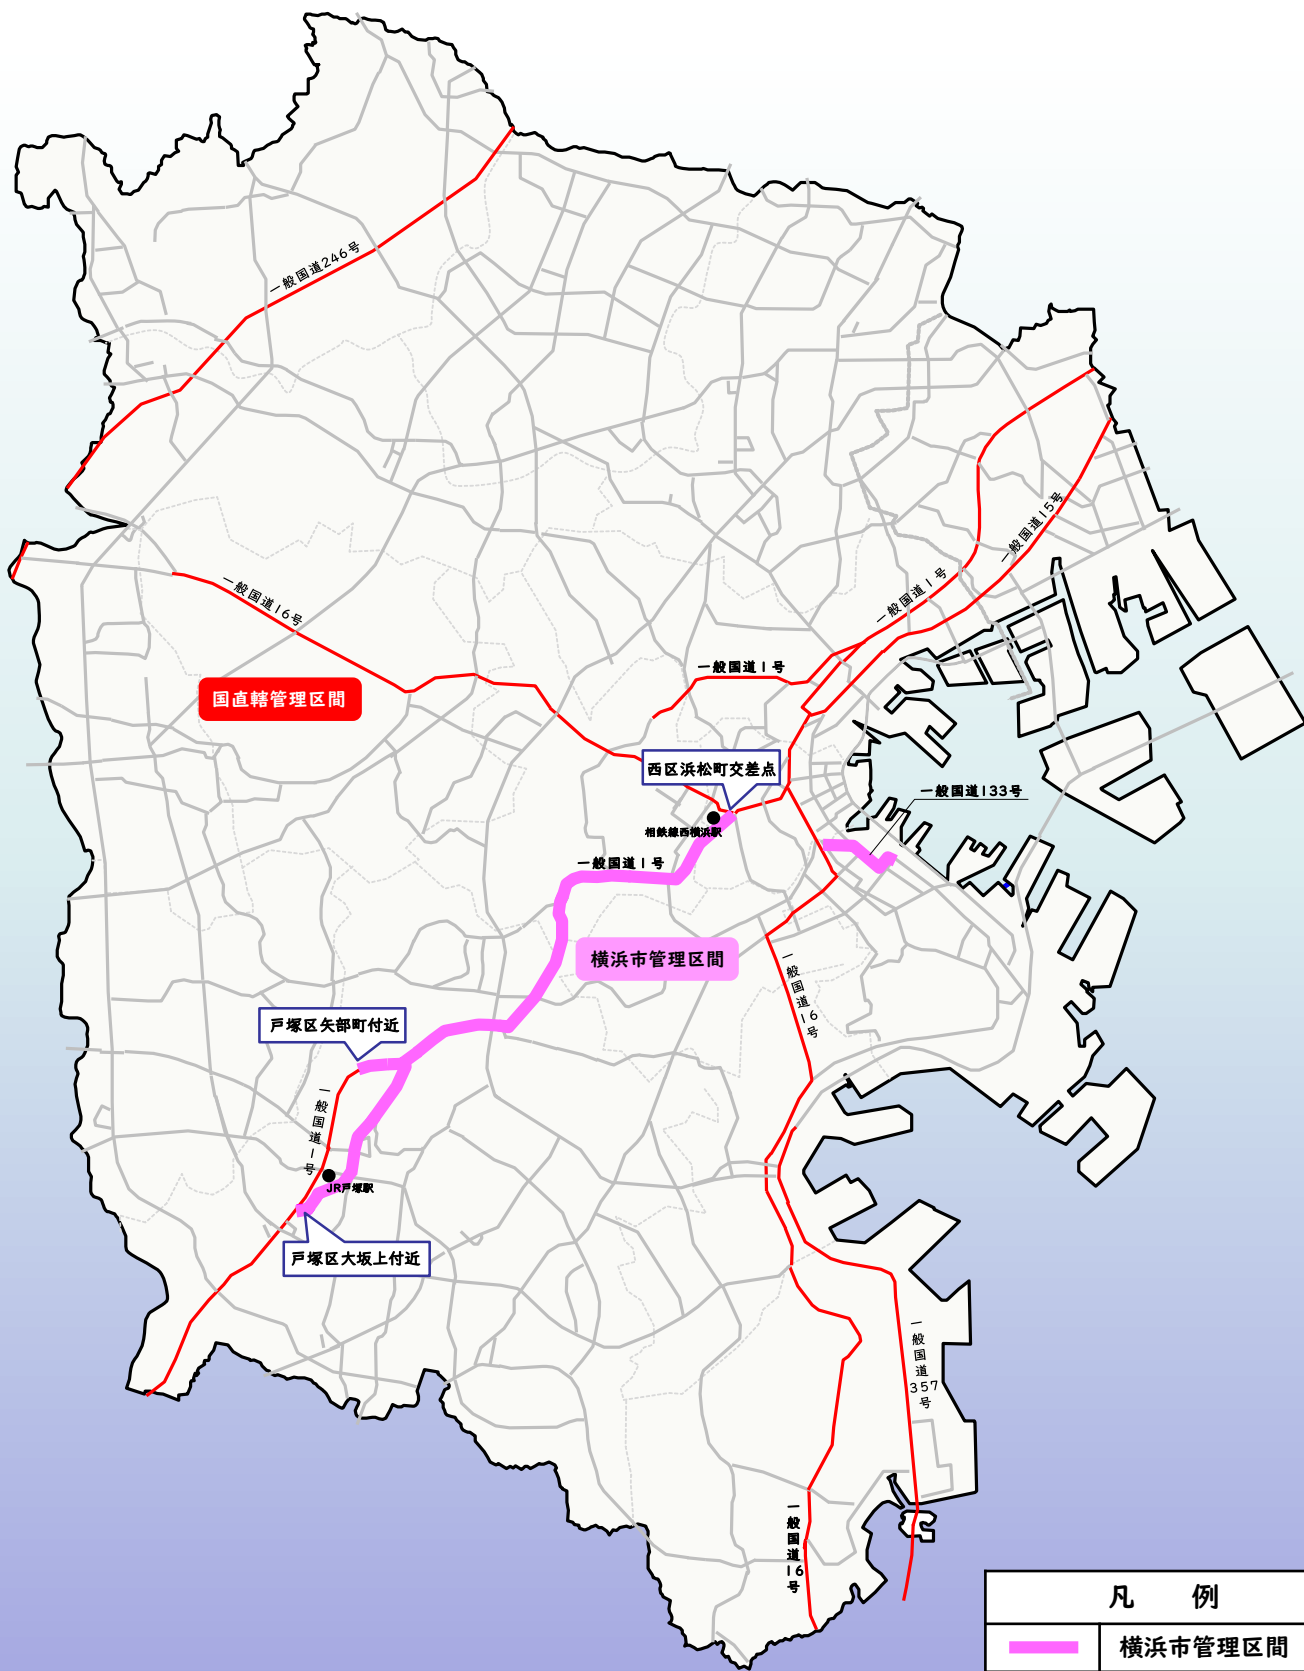 一般国道246号
一般国道15号
一般国道1号
一般国道16号
一般国道1号
国直轄管理区間
西区浜松町交差点
一般国道133号
相鉄線西横浜駅
一般国道1号
横浜市管理区間
一般国道16号
戸塚区矢部町付近
一般国道1号
JR戸塚駅
戸塚区大坂上付近
一般国道357号
一般国道16号
凡 例
横浜市管理区間